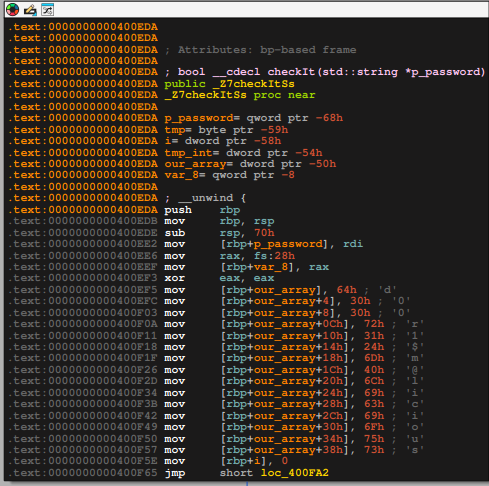 .text:0000000000400EDA
.text:0000000000400EDA
.text:0000000000400EDA ; Attributes: bp-based frame
.text:0000000000400EDA
.text:0000000000400EDA ; bool __cdecl checkIt(std::string *p_password)
.text:0000000000400EDA public _Z7checkItSs
.text:0000000000400EDA _Z7checkItSs proc near
.text:0000000000400EDA
.text:0000000000400EDA p_password= qword ptr -68h
.text:0000000000400EDA tmp= byte ptr -59h
.text:0000000000400EDA i= dword ptr -58h
.text:0000000000400EDA tmp_int= dword ptr -54h
.text:0000000000400EDA our_array= dword ptr -50h
.text:0000000000400EDA var_8= qword ptr -8
.text:0000000000400EDA
.text:0000000000400EDA ; __unwind {
.text:0000000000400EDA push rbp
.text:0000000000400EDB mov rbp, rsp
.text:0000000000400EDE sub rsp, 70h
.text:0000000000400EE2 mov [rbp+p_password], rdi
.text:0000000000400EE6 mov rax, fs:28h
.text:0000000000400EEF mov [rbp+var_8], rax
.text:0000000000400EF3 xor eax, eax
.text:0000000000400EF5 mov [rbp+our_array], 64h ; 'd'
.text:0000000000400EFC mov [rbp+our_array+4], 30h ; '0'
.text:0000000000400F03 mov [rbp+our_array+8], 30h ; '0'
.text:0000000000400F0A mov [rbp+our_array+0Ch], 72h ; 'r'
.text:0000000000400F11 mov [rbp+our_array+10h], 31h ; '1'
.text:0000000000400F18 mov [rbp+our_array+14h], 24h ; '$'
.text:0000000000400F1F mov [rbp+our_array+18h], 6Dh ; 'm'
.text:0000000000400F26 mov [rbp+our_array+1Ch], 40h ; '@'
.text:0000000000400F2D mov [rbp+our_array+20h], 6Ch ; 'l'
.text:0000000000400F34 mov [rbp+our_array+24h], 69h ; 'i'
.text:0000000000400F3B mov [rbp+our_array+28h], 63h ; 'c'
.text:0000000000400F42 mov [rbp+our_array+2Ch], 69h ; 'i'
.text:0000000000400F49 mov [rbp+our_array+30h], 6Fh ; 'o'
.text:0000000000400F50 mov [rbp+our_array+34h], 75h ; 'u'
.text:0000000000400F57 mov [rbp+our_array+38h], 73h ; 's'
.text:0000000000400F5E mov [rbp+i], 0
.text:0000000000400F65 jmp short loc_400FA2